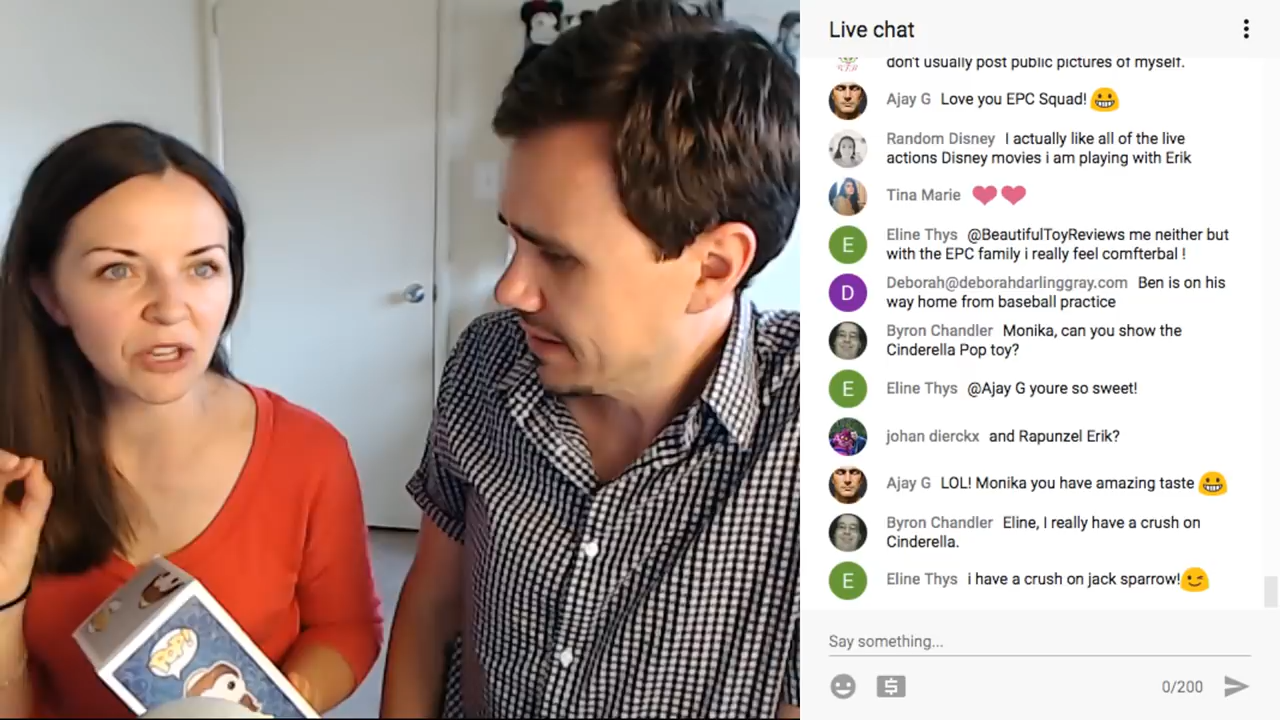 Live chat
don't usually post public pictures of myself.
Ajay G Love you EPC Squad!
Random Disney I actually like all of the live
actions Disney movies i am playing with Erik
Tina Marie
Eline Thys @BeautifulToyReviews me neither but
with the EPC family i really feel comfterbal !
Deborah@deborahdarlinggray.com Ben is on his
way home from baseball practice
Byron Chandler Monika, can you show the
Cinderella Pop toy?
Eline Thys @Ajay G youre so sweet!
johan dierckx and Rapunzel Erik?
Ajay G LOL! Monika you have amazing taste
Byron Chandler Eline, I really have a crush on
Cinderella.
Eline Thys i have a crush on jack sparrow!
Say something...
0/200
E
E
D
E
E
POP!